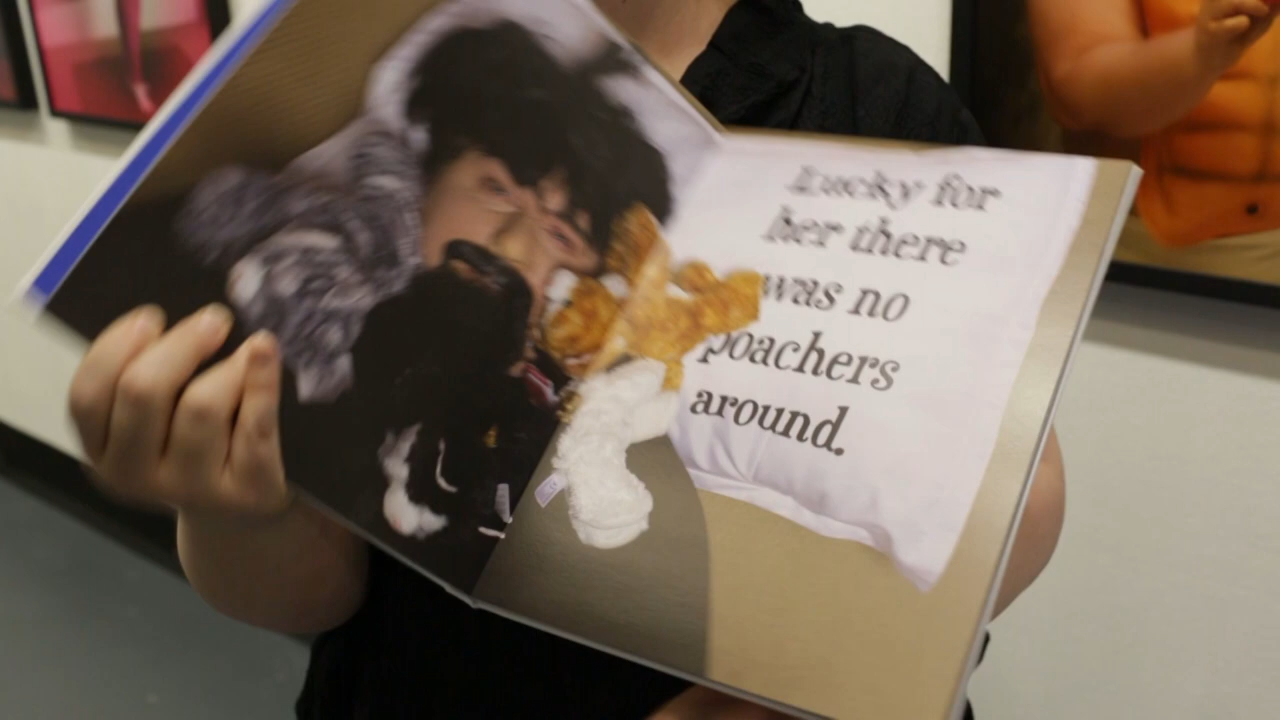 Lucky for
her there
was no
poachers
around.